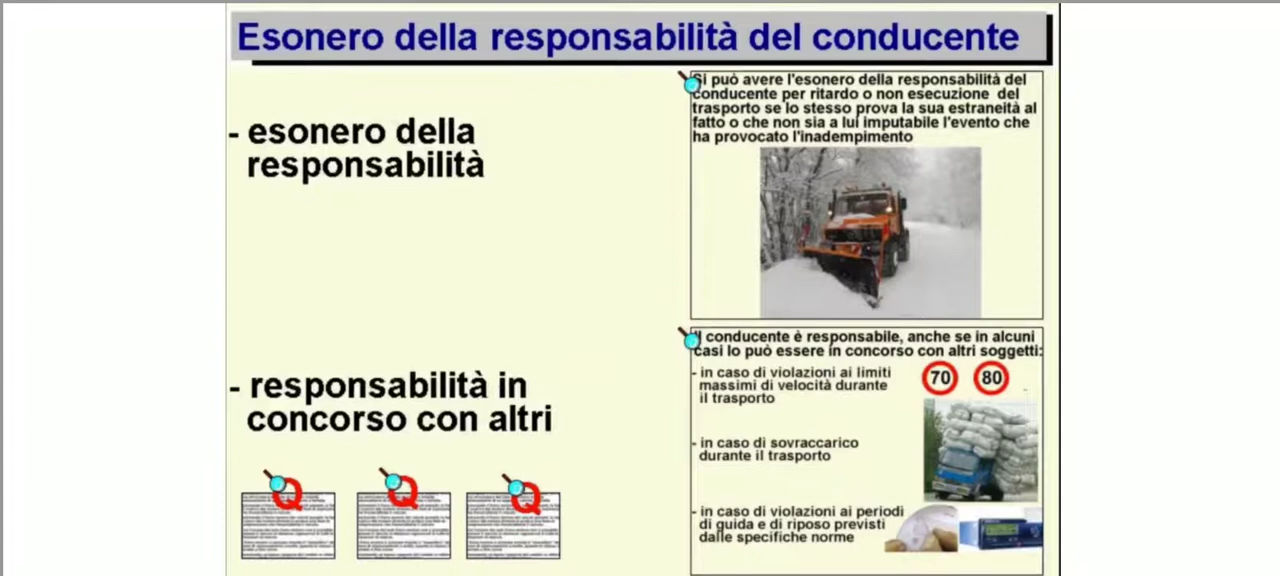 Esonero della responsabilità del conducente
- esonero della
responsabilità
Si può avere l'esonero della responsabilità del
conducente per ritardo o non esecuzione del
trasporto se lo stesso prova la sua estraneità al
fatto o che non sia a lui imputabile l'evento che
ha provocato l'inadempimento
- responsabilità in
concorso con altri
Il conducente è responsabile, anche se in alcuni
casi lo può essere in concorso con altri soggetti:
- in caso di violazioni ai limiti
massimi di velocità durante
il trasporto
70 80
- in caso di sovraccarico
durante il trasporto
- in caso di violazioni ai periodi
di guida e di riposo previsti
dalle specifiche norme
Q Q Q